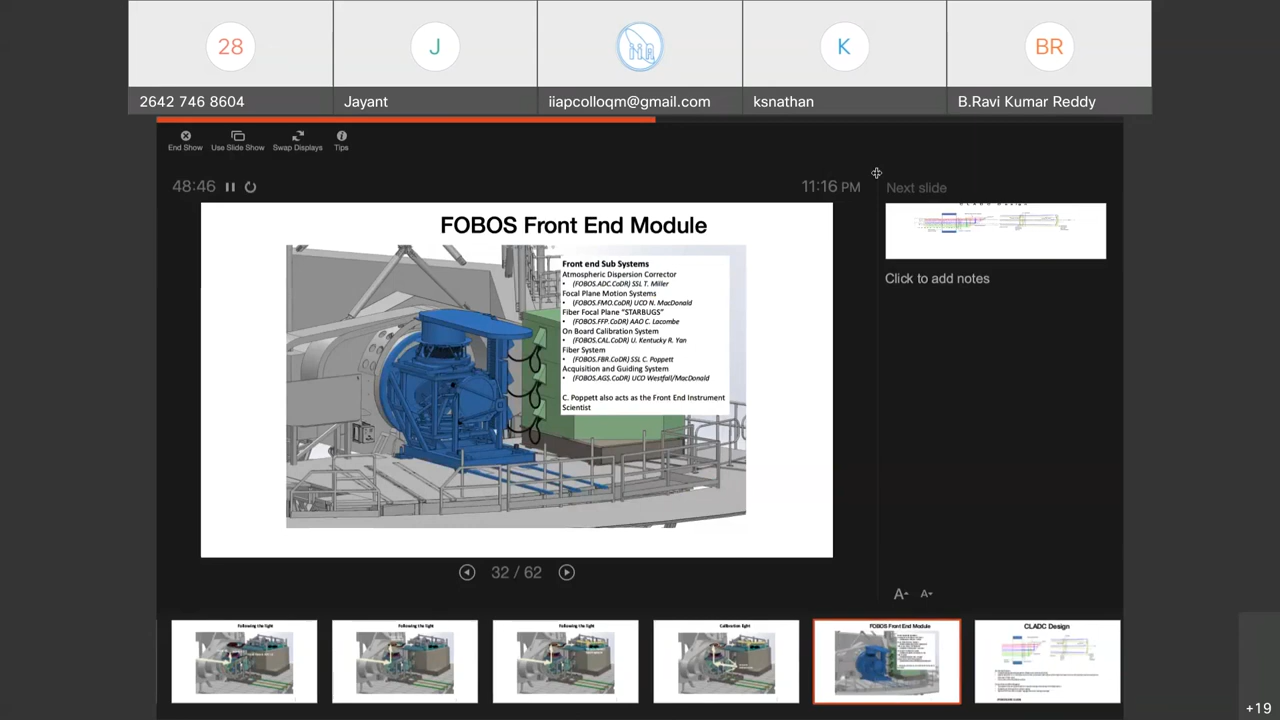 28
J
iiA
K
BR
2642 746 8604
Jayant
iiapcolloqm@gmail.com
ksnathan
B.Ravi Kumar Reddy
End Show
Use Slide Show
Swap Displays
Tips
48:46
11:16 PM
Next slide
CLADC Design
Click to add notes
FOBOS Front End Module
Front end Sub Systems
Atmospheric Dispersion Corrector
• (FOBOS.ADC.CoDR) SSL T. Miller
Focal Plane Motion Systems
• (FOBOS.FMO.CoDR) UCO N. MacDonald
Fiber Focal Plane "STARBUGS"
• (FOBOS.FFP.CoDR) AAO C. Lacombe
On Board Calibration System
• (FOBOS.CAL.CoDR) U. Kentucky R. Yan
Fiber System
• (FOBOS.FBR.CoDR) SSL C. Poppett
Acquisition and Guiding System
• (FOBOS.AGS.CoDR) UCO Westfall/MacDonald
C. Poppett also acts as the Front End Instrument
Scientist
32 / 62
A A
Following the light
Following the light
Following the light
Calibration light
FOBOS Front End Module
CLADC Design
+19